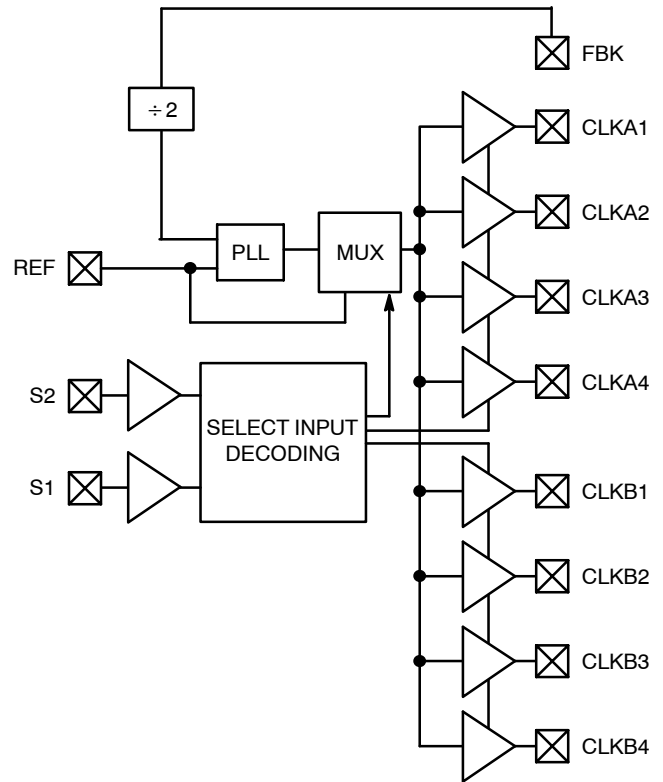 FBK
÷2
CLKA1
CLKA2
PLL
MUX
REF
CLKA3
CLKA4
S2
SELECT INPUT
DECODING
S1
CLKB1
CLKB2
CLKB3
CLKB4